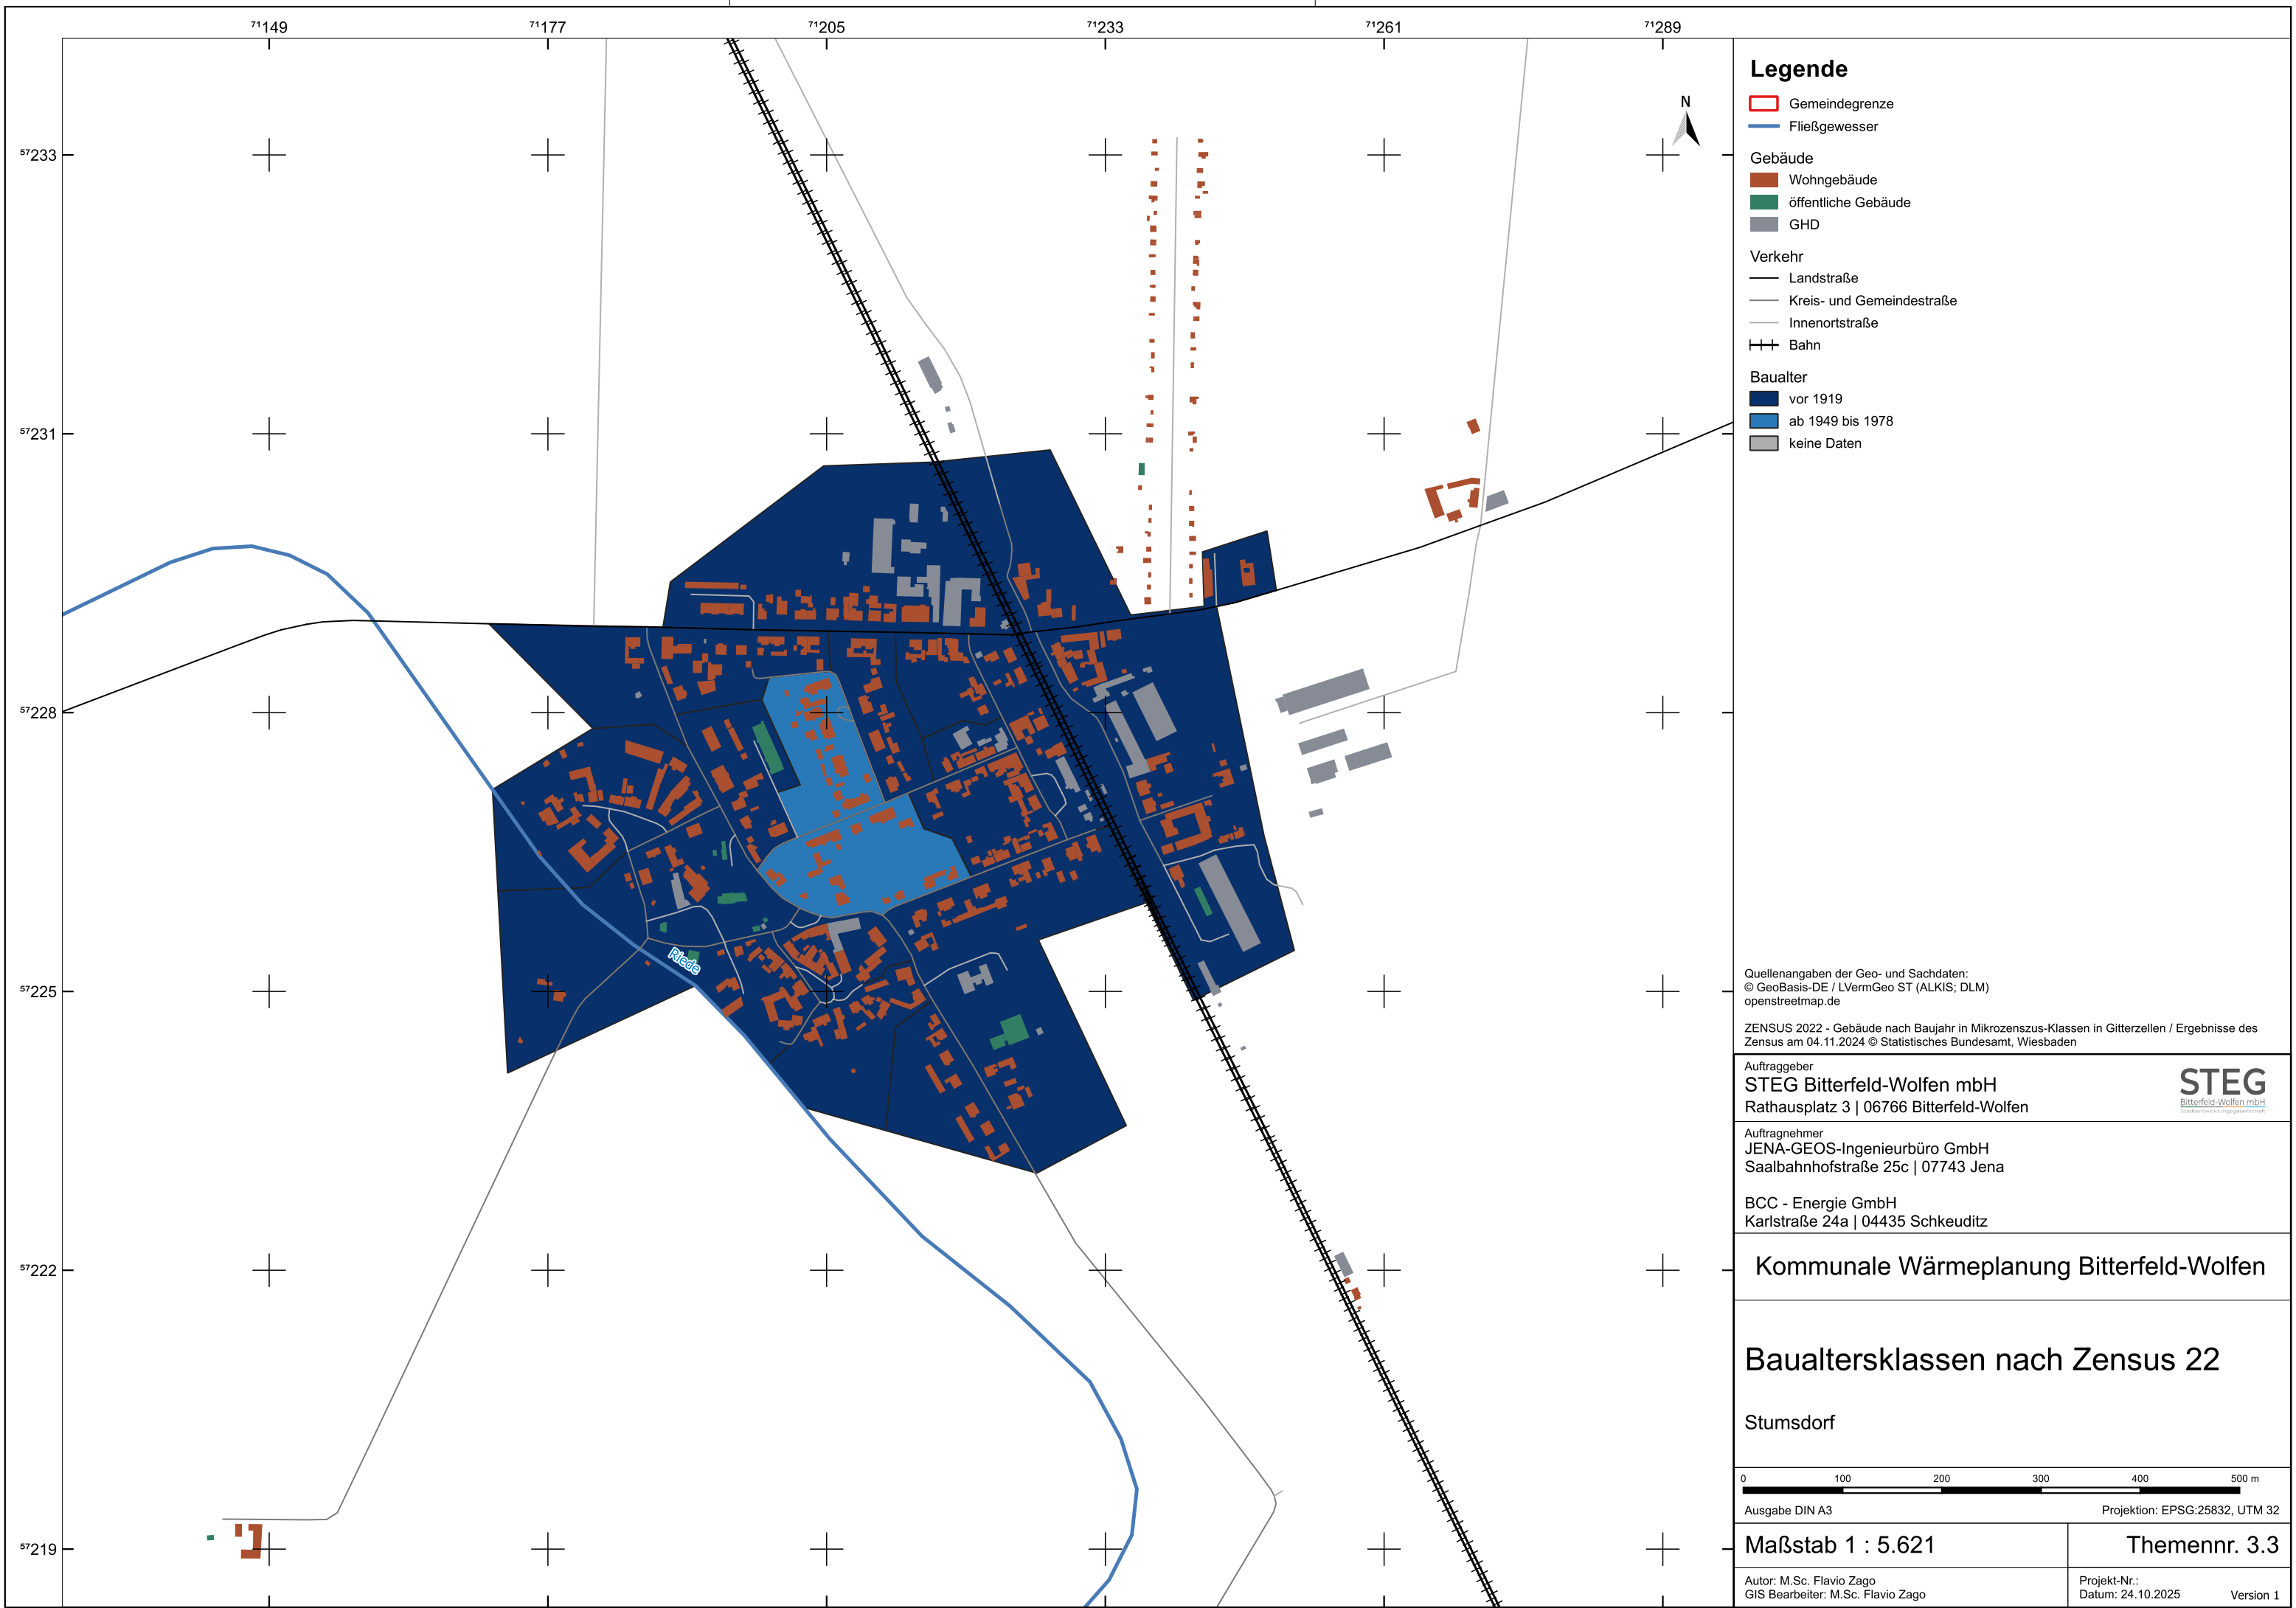 71149
71177
71205
71233
71261
71289
57233
57231
57228
57225
57222
57219
N
Riede
Legende
Gemeindegrenze
Fließgewesser
Gebäude
Wohngebäude
öffentliche Gebäude
GHD
Verkehr
Landstraße
Kreis- und Gemeindestraße
Innenortstraße
Bahn
Baualter
vor 1919
ab 1949 bis 1978
keine Daten
Quellenangaben der Geo- und Sachdaten:
© GeoBasis-DE / LVermGeo ST (ALKIS; DLM)
openstreetmap.de
ZENSUS 2022 - Gebäude nach Baujahr in Mikrozenszus-Klassen in Gitterzellen / Ergebnisse des
Zensus am 04.11.2024 © Statistisches Bundesamt, Wiesbaden
Auftraggeber
STEG Bitterfeld-Wolfen mbH
Rathausplatz 3 | 06766 Bitterfeld-Wolfen
STEG
Bitterfeld-Wolfen mbH
Stadtentwicklungsgesellschaft
Auftragnehmer
JENA-GEOS-Ingenieurbüro GmbH
Saalbahnhofstraße 25c | 07743 Jena
BCC - Energie GmbH
Karlstraße 24a | 04435 Schkeuditz
Kommunale Wärmeplanung Bitterfeld-Wolfen
Baualtersklassen nach Zensus 22
Stumsdorf
0 100 200 300 400 500 m
Ausgabe DIN A3 Projektion: EPSG:25832, UTM 32
Maßstab 1 : 5.621 Themennr. 3.3
Autor: M.Sc. Flavio Zago Projekt-Nr.:
GIS Bearbeiter: M.Sc. Flavio Zago Datum: 24.10.2025 Version 1